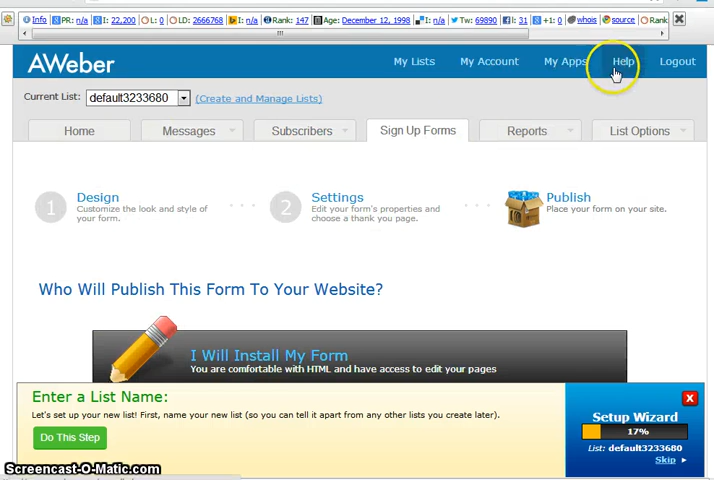 Info PR: n/a I: 22,200 L: 0 LD: 2666768 I: n/a Rank: 147 Age: December 12, 1998 I: n/a Tw: 69890 I: 31 +1: 0 whois source Rank
AWeber
My Lists My Account My Apps Help Logout
Current List: default3233680 (Create and Manage Lists)
Home Messages Subscribers Sign Up Forms Reports List Options
1 Design
Customize the look and style of
your form.
2 Settings
Edit your form's properties and
choose a thank you page.
Publish
Place your form on your site.
Who Will Publish This Form To Your Website?
I Will Install My Form
You are comfortable with HTML and have access to edit your pages
Enter a List Name:
Let's set up your new list! First, name your new list (so you can tell it apart from any other lists you create later).
Do This Step
Setup Wizard
17%
List: default3233680
Skip
Screencast-O-Matic.com